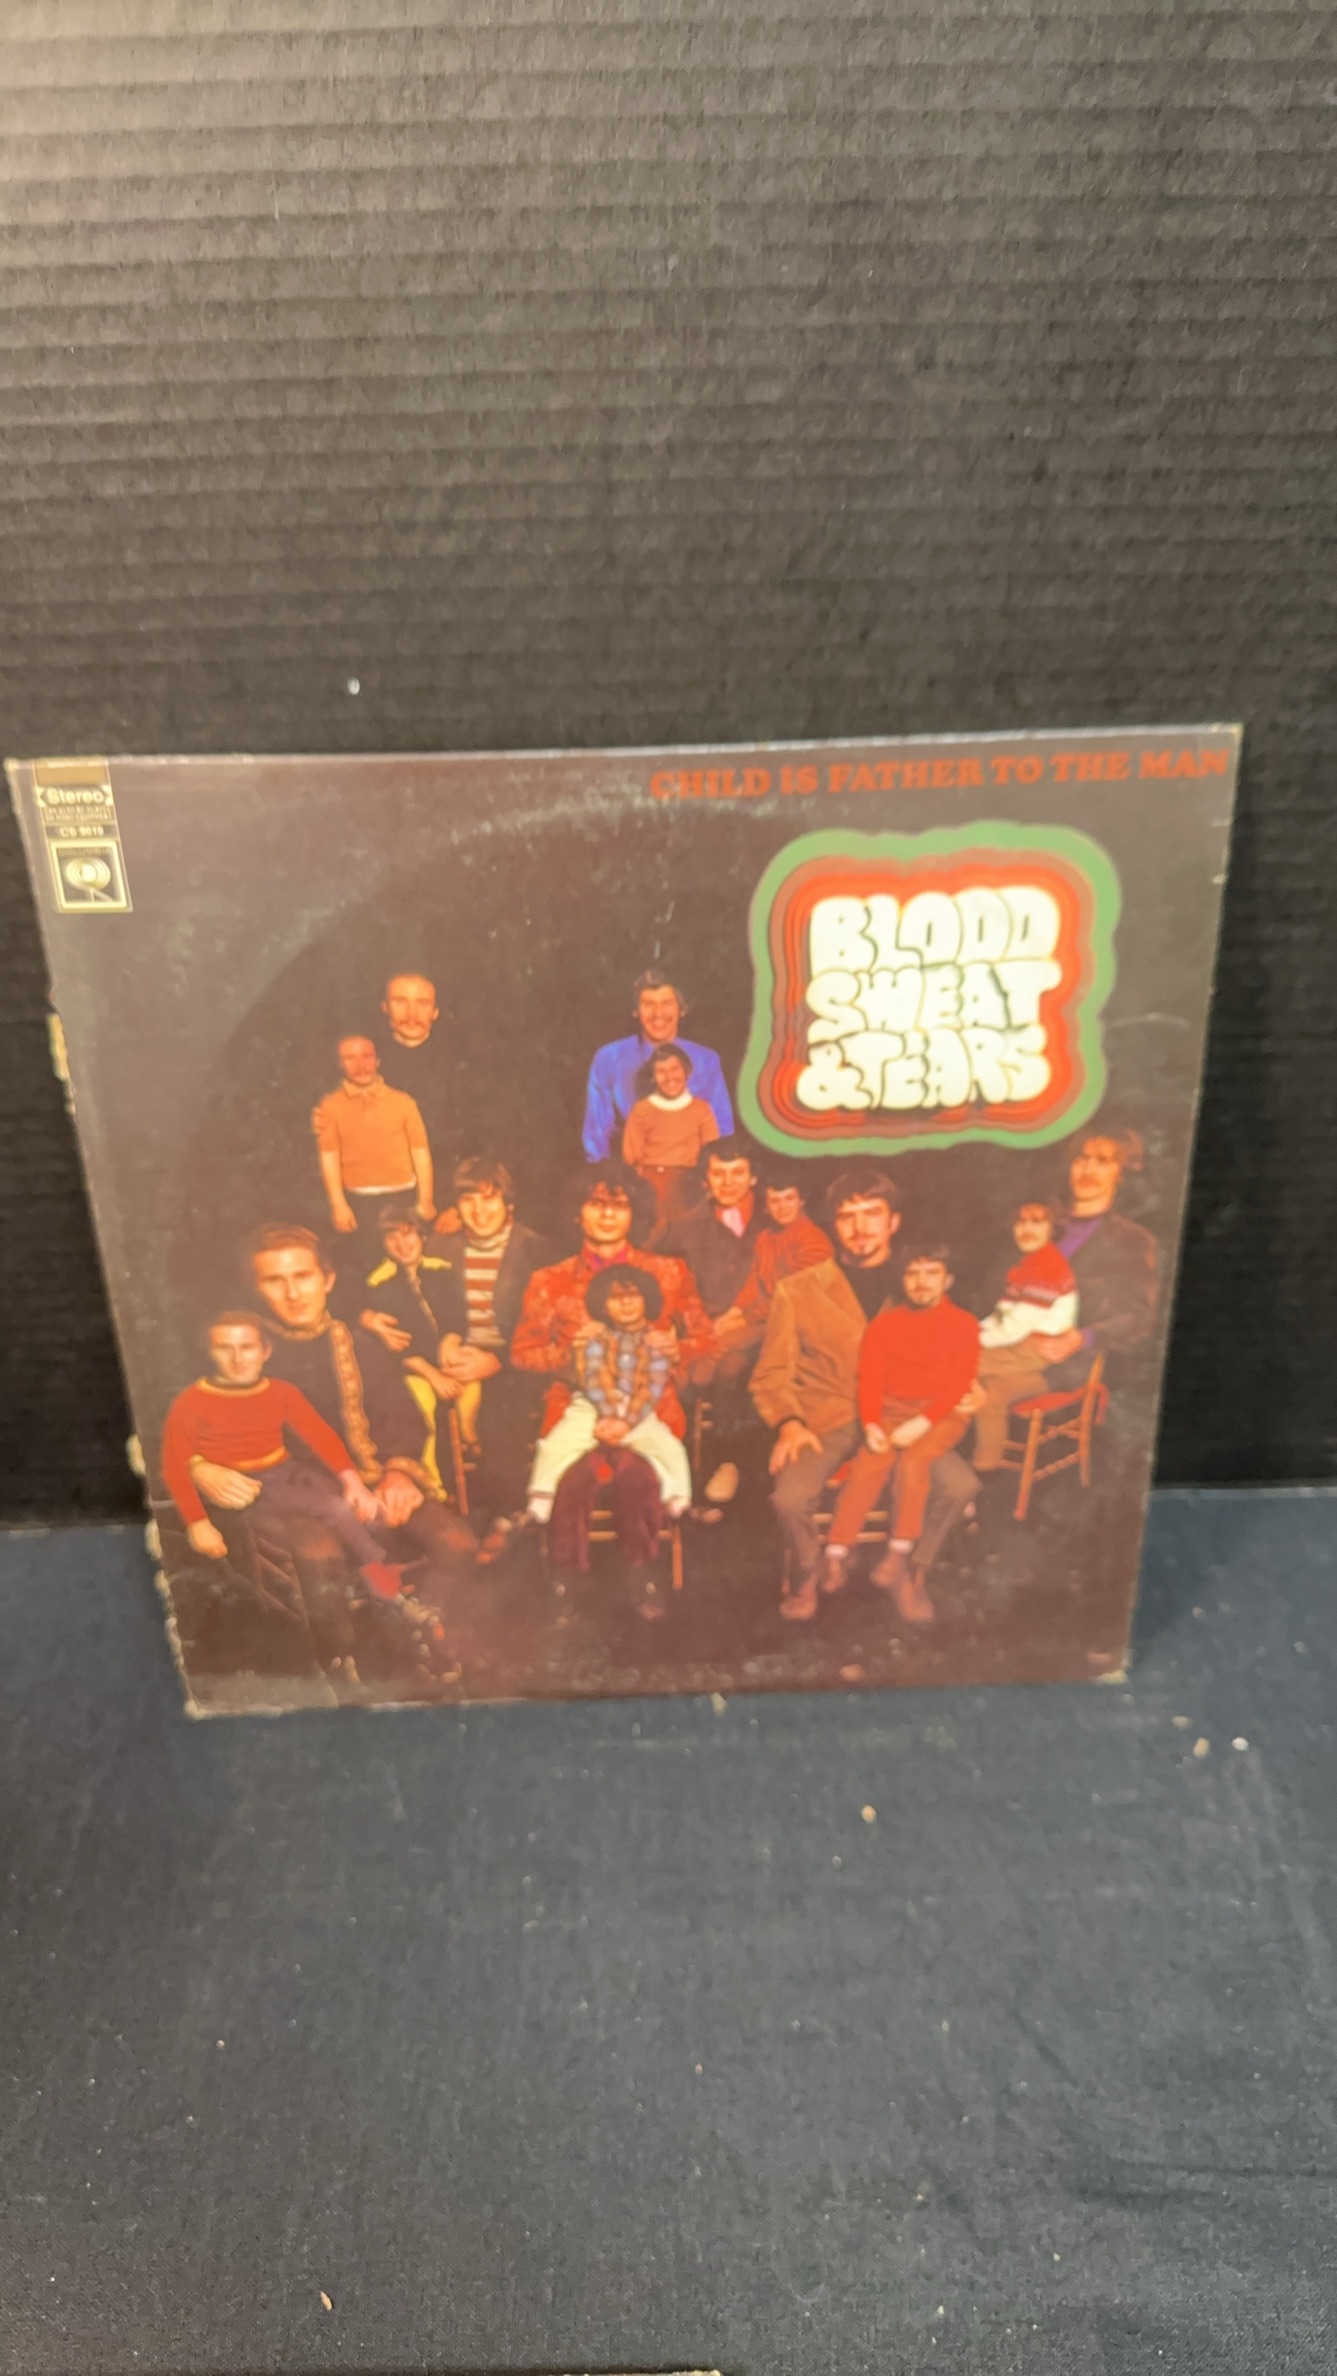 CHILD IS FATHER TO THE MAN
Stereo
CS 9619
BLOOD
SWEAT
&TEARS